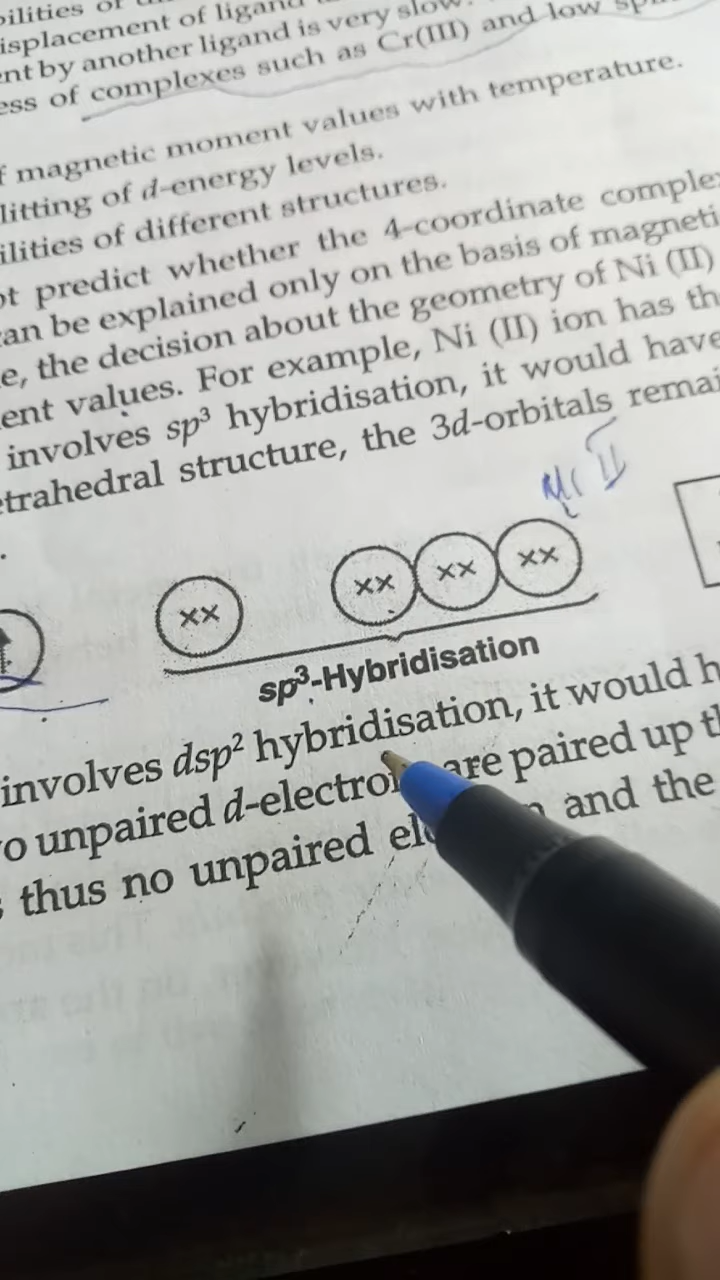 isplacement of
nt by another ligand is very slow.
ess of complexes such as Cr(III) and low
f magnetic moment values with temperature.
litting of d-energy levels.
ilities of different structures.
ot predict whether the 4-coordinate comple
can be explained only on the basis of magneti
e, the decision about the geometry of Ni (II)
ent values. For example, Ni (II) ion has th
involves sp³ hybridisation, it would have
etrahedral structure, the 3d-orbitals remai
xx xx xx xx
sp³-Hybridisation
involves dsp² hybridisation, it would h
o unpaired d-electron are paired up t
thus no unpaired el n and the